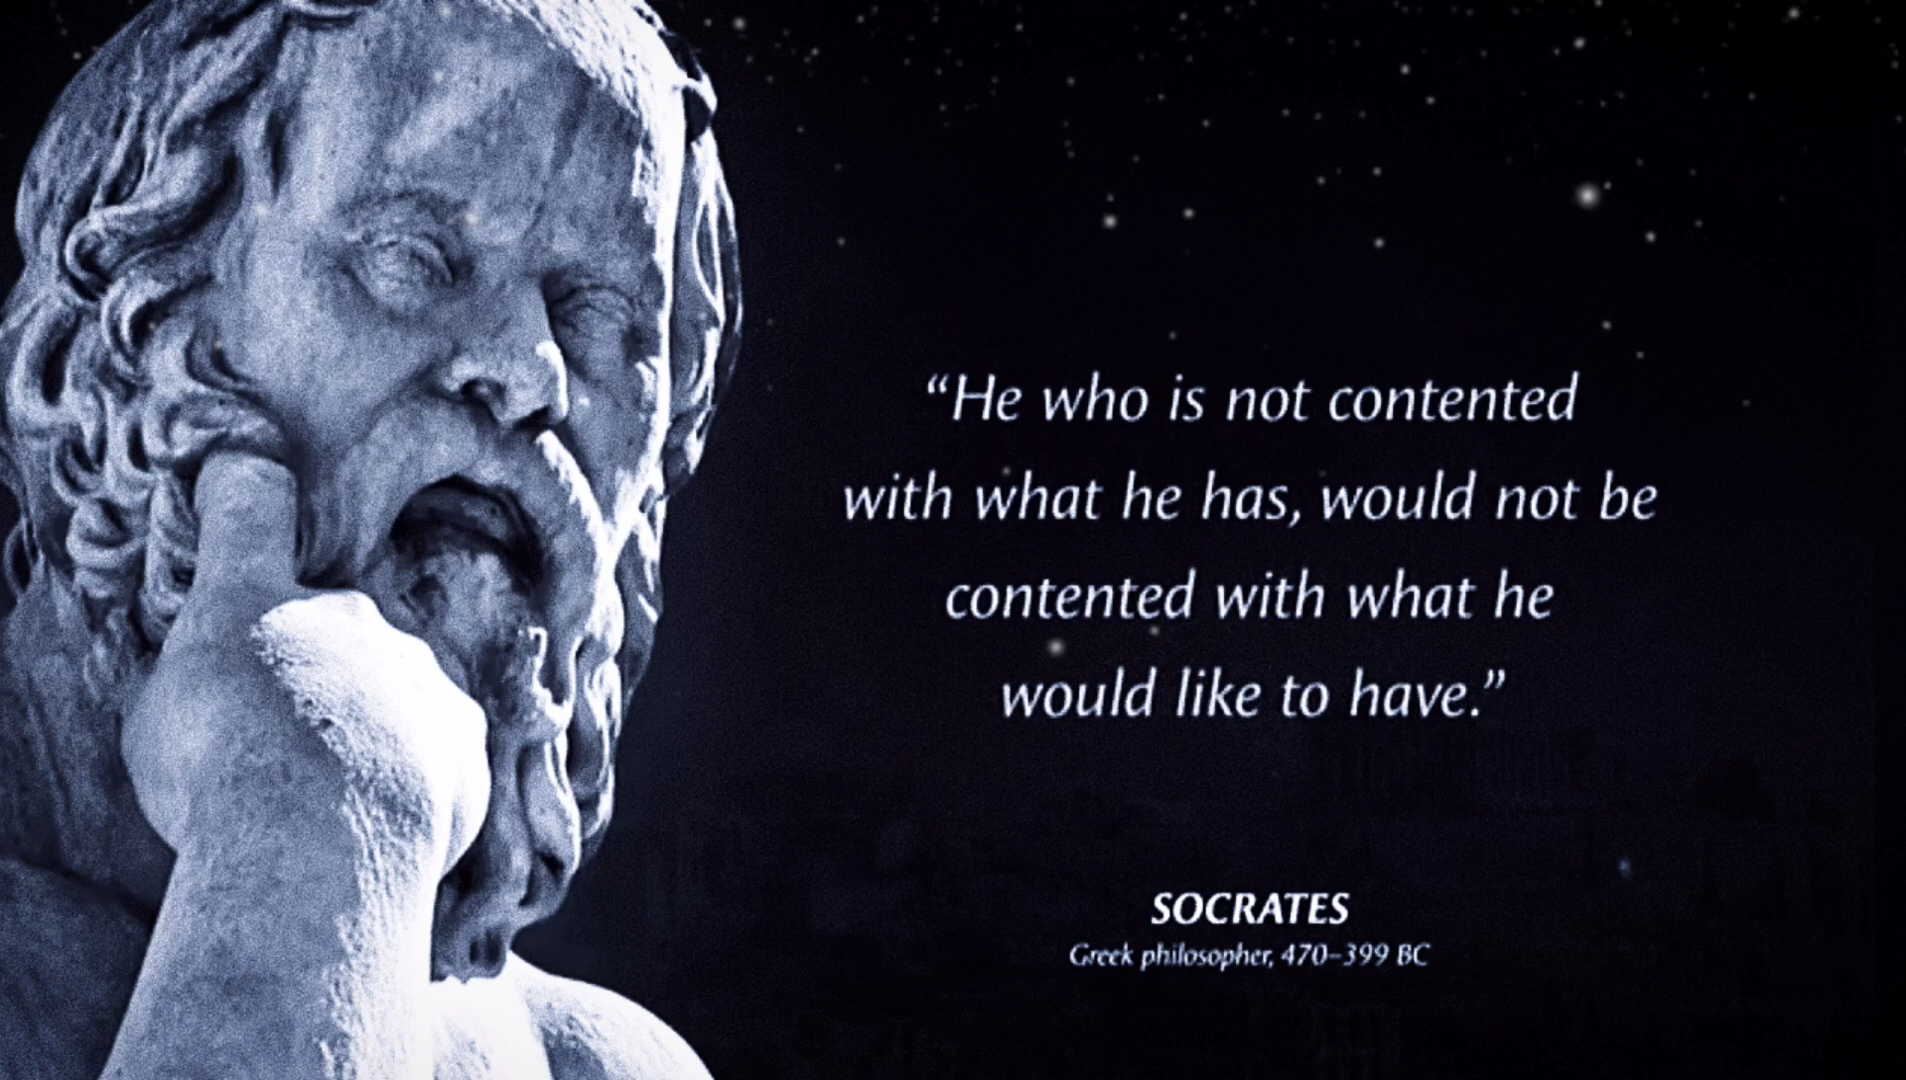 “He who is not contented
with what he has, would not be
contented with what he
would like to have.”
SOCRATES
Greek philosopher, 470–399 BC